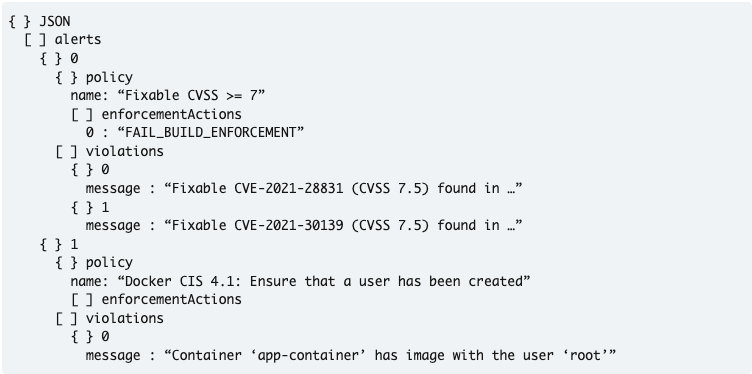 { } JSON
[ ] alerts
{ } 0
{ } policy
name: “Fixable CVSS >= 7”
[ ] enforcementActions
0 : “FAIL_BUILD_ENFORCEMENT”
[ ] violations
{ } 0
message : “Fixable CVE-2021-28831 (CVSS 7.5) found in …”
{ } 1
message : “Fixable CVE-2021-30139 (CVSS 7.5) found in …”
{ } 1
{ } policy
name: “Docker CIS 4.1: Ensure that a user has been created”
[ ] enforcementActions
[ ] violations
{ } 0
message : “Container ‘app-container’ has image with the user ‘root’”